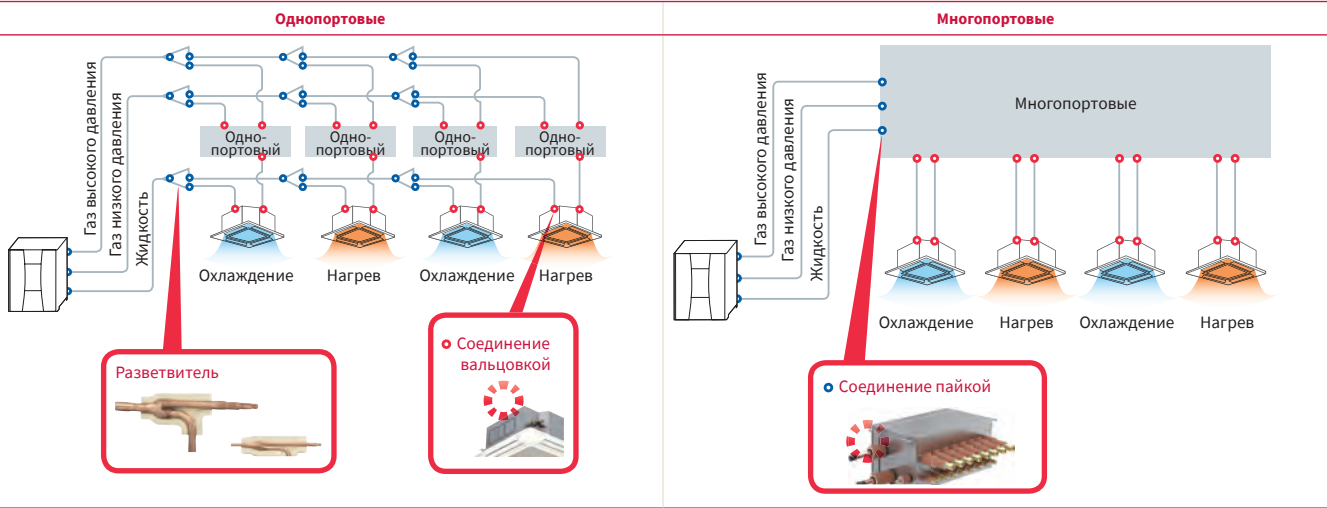 Однопортовые
Газ высокого давления
Газ низкого давления
Жидкость
Одно-
портовый
Одно-
портовый
Одно-
портовый
Одно-
портовый
Охлаждение
Нагрев
Охлаждение
Нагрев
Разветвитель
Соединение
вальцовкой
Многопортовые
Газ высокого давления
Газ низкого давления
Жидкость
Многопортовые
Охлаждение
Нагрев
Охлаждение
Нагрев
Соединение пайкой